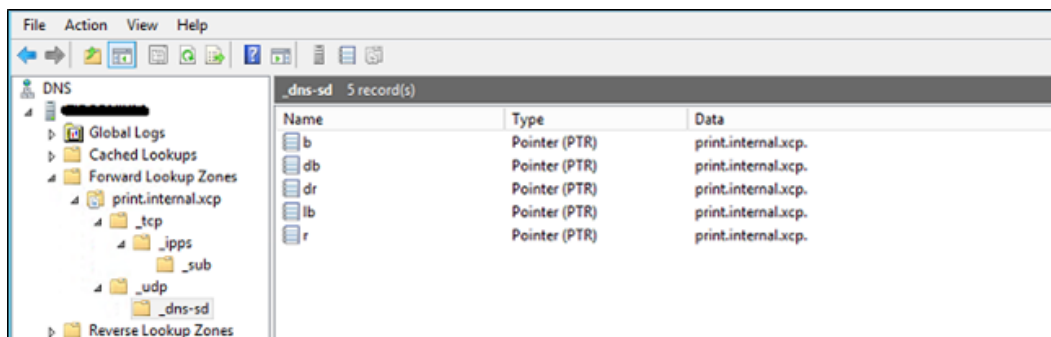 File Action View Help
DNS
Global Logs
Cached Lookups
Forward Lookup Zones
print.internal.xcp
_tcp
_ipps
_sub
_udp
_dns-sd
Reverse Lookup Zones
_dns-sd 5 record(s)
Name Type Data
b Pointer (PTR) print.internal.xcp.
db Pointer (PTR) print.internal.xcp.
dr Pointer (PTR) print.internal.xcp.
lb Pointer (PTR) print.internal.xcp.
r Pointer (PTR) print.internal.xcp.